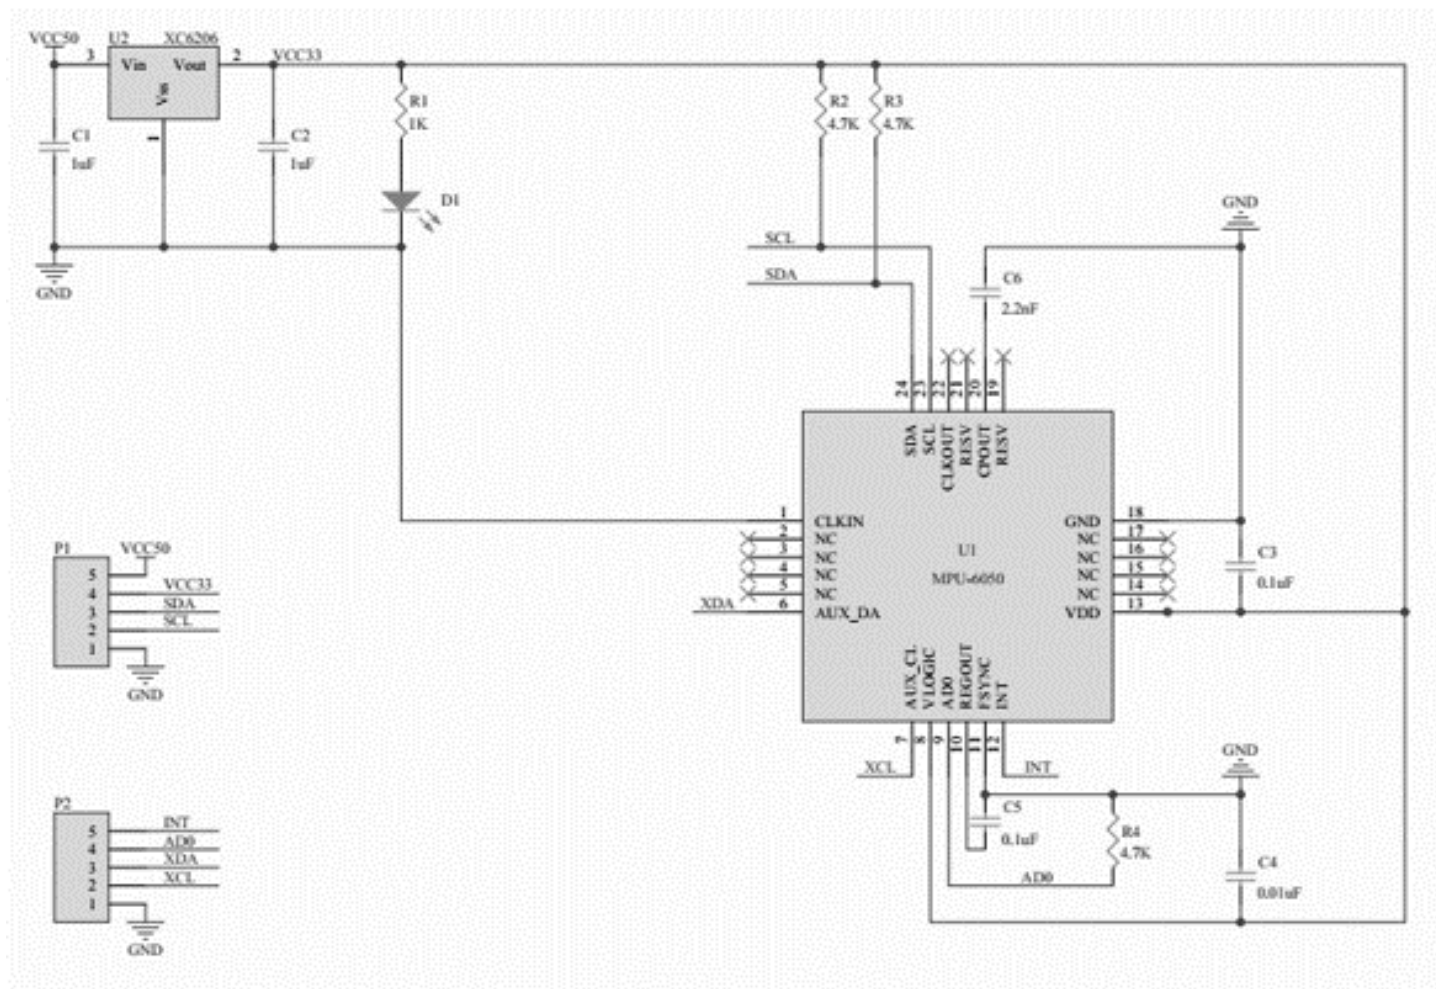 VCC50
U2 XC6206
3 Vin Vout 2 VCC33
Vss
1
C1
1uF
C2
1uF
R1
1K
D1
GND
R2
4.7K
R3
4.7K
SCL
SDA
GND
C6
2.2nF
24 23 22 21 20 19
SDA SCL CLKOUT RESV CPOUT RESV
1 CLKIN
2 NC
3 NC
4 NC
5 NC
XDA 6 AUX_DA
U1
MPU-6050
GND 18
NC 17
NC 16
NC 15
NC 14
VDD 13
C3
0.1uF
AUX_CL VLOGIC AD0 REGOUT FSYNC INT
7 8 9 10 11 12
XCL
INT
GND
C5
0.1uF
R4
4.7K
AD0
C4
0.01uF
P1
VCC50
5
4 VCC33
3 SDA
2 SCL
1
GND
P2
5 INT
4 AD0
3 XDA
2 XCL
1
GND